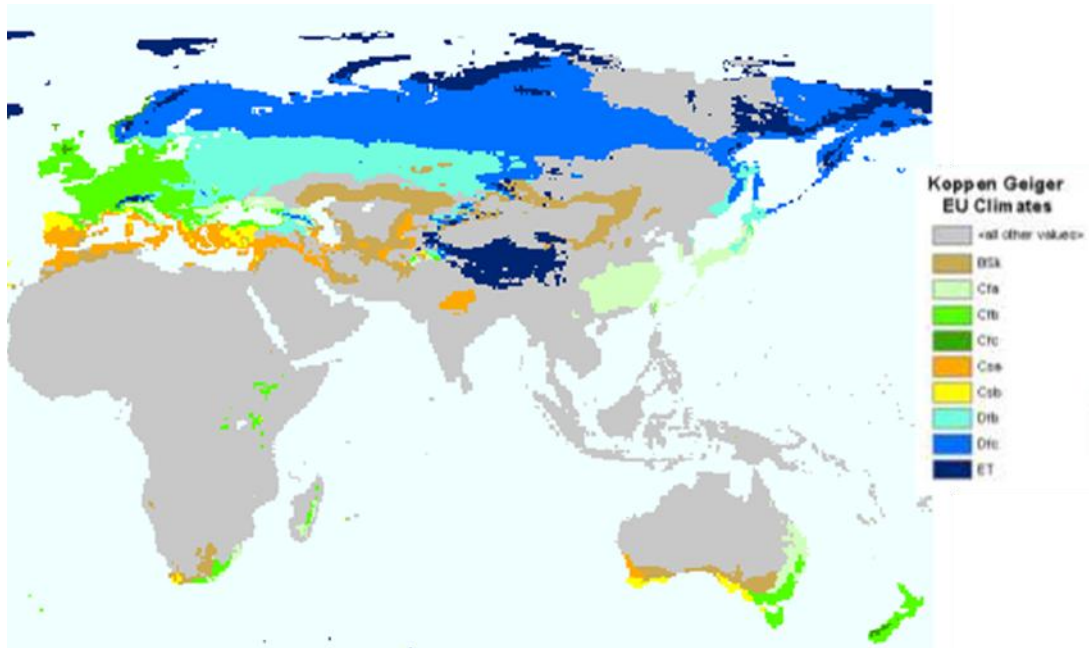 Koppen Geiger
EU Climates
<all other values>
BSk
Cfa
Cfb
Cfc
Csa
Csb
Dfb
Dfc
ET